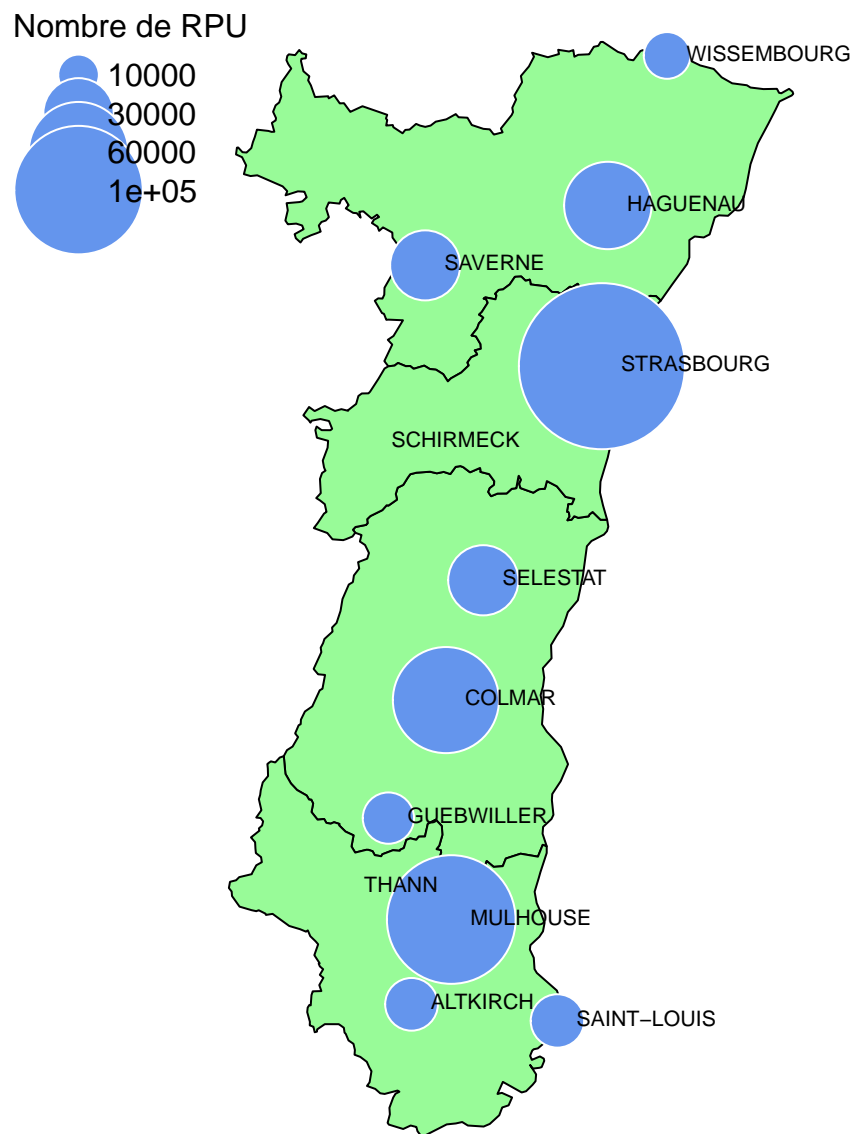 Nombre de RPU
10000
30000
60000
1e+05
WISSEMBOURG
HAGUENAU
SAVERNE
STRASBOURG
SCHIRMECK
SELESTAT
COLMAR
GUEBWILLER
THANN
MULHOUSE
ALTKIRCH
SAINT−LOUIS